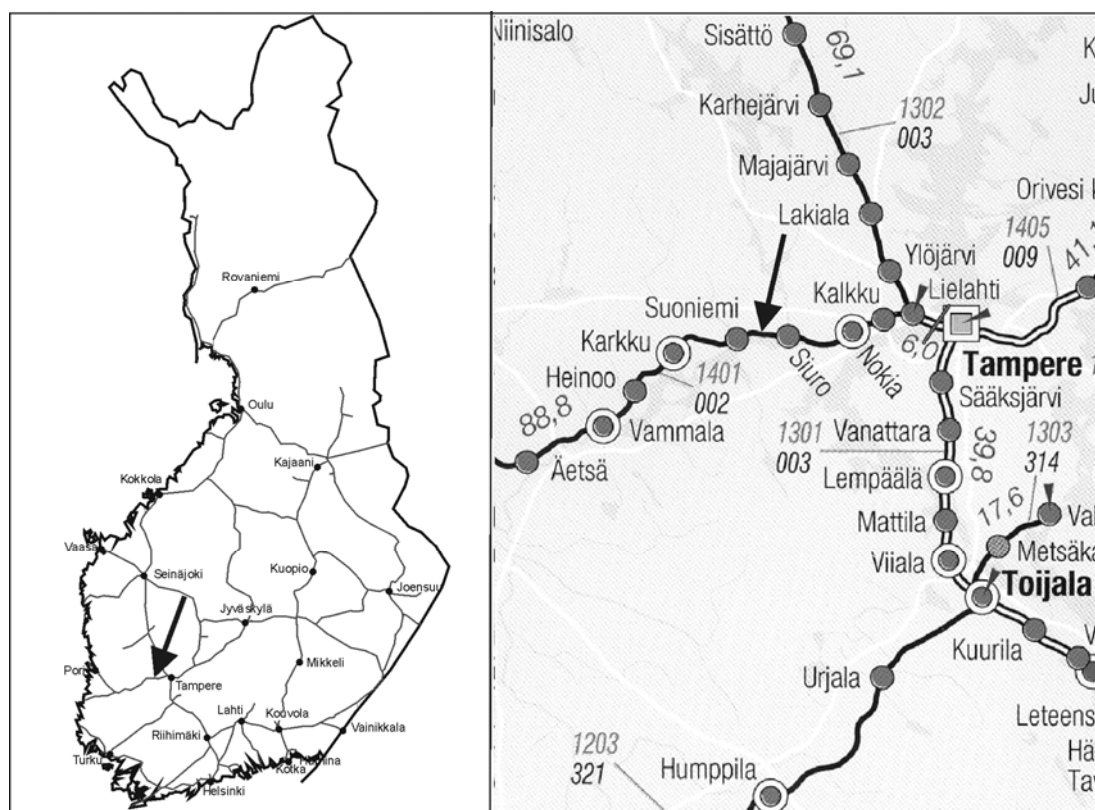 Rovaniemi
Oulu
Kajaani
Kokkola
Vaasa
Seinäjoki
Kuopio
Joensuu
Jyväskylä
Mikkeli
Pori
Tampere
Lahti
Kouvola
Vainikkala
Riihimäki
Turku
Kotka
Helsinki
Sisättö
69,1
Karhejärvi
1302
003
Majajärvi
Orivesi
Lakiala
1405
009
41,
Ylöjärvi
Kalkku
Lielahti
Suoniemi
6,0
Karkku
Siuro
Nokia
Tampere
1401
002
Heinoo
Sääksjärvi
88,8
Vammala
Vanattara
1301
003
39,8
1303
314
Äetsä
Lempäälä
17,6
Mattila
Viiala
Toijala
Kuurila
Urjala
1203
321
Humppila